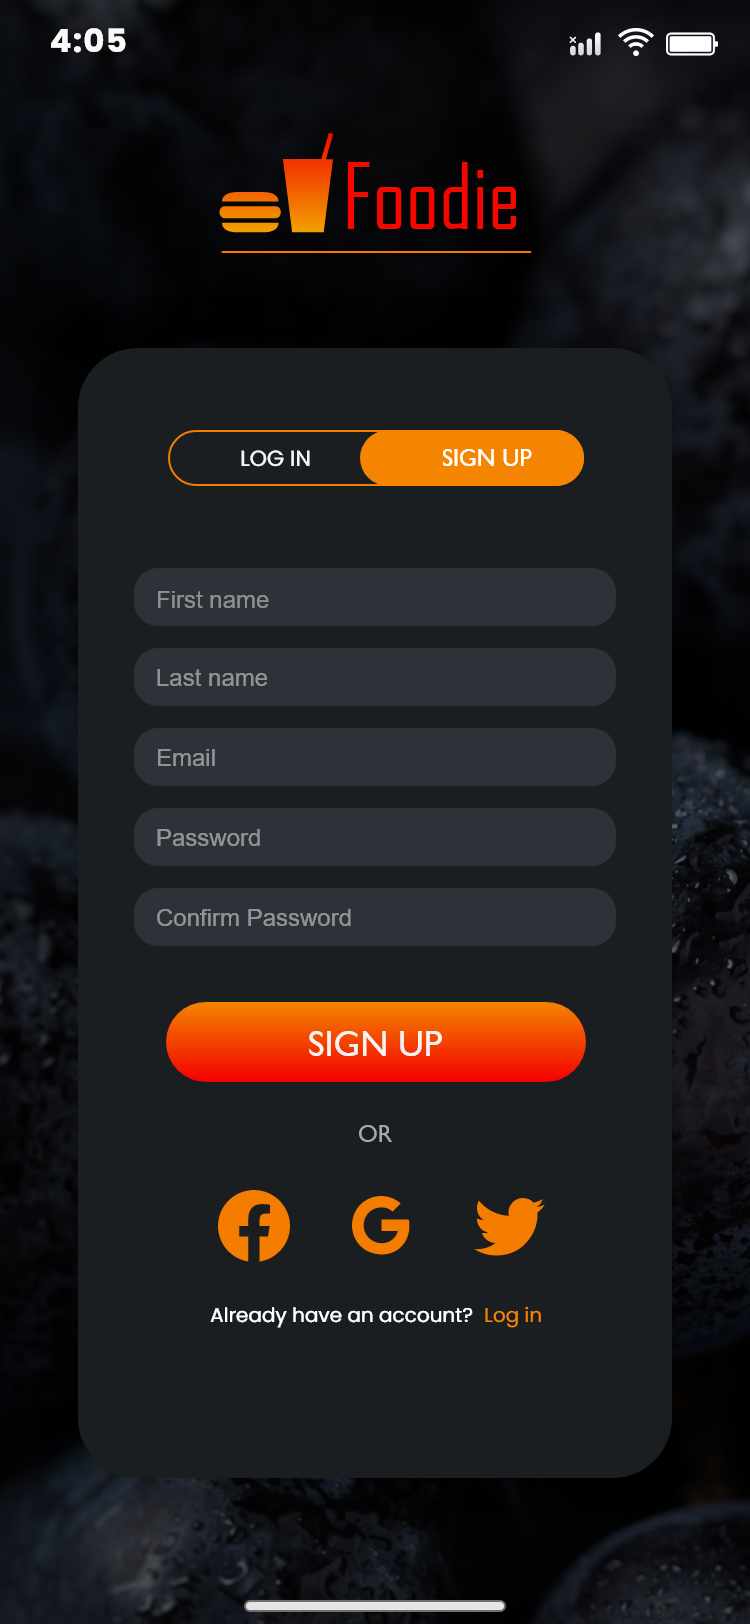 4:05
Foodie
LOG IN
SIGN UP
First name
Last name
Email
Password
Confirm Password
SIGN UP
OR
Already have an account? Log in